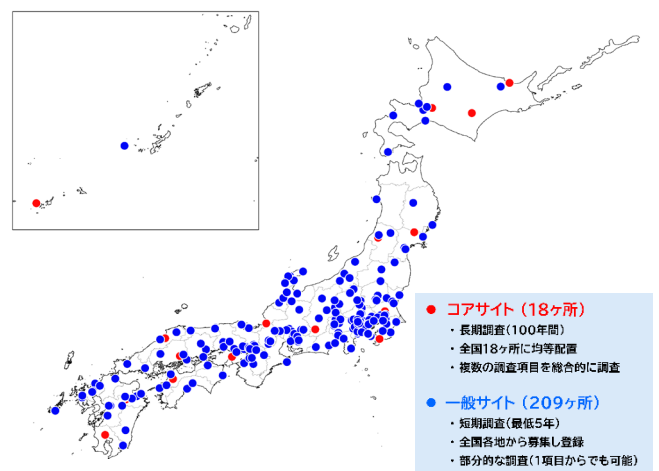 コアサイト（18ヶ所）
・長期調査（100年間）
・全国18ヶ所に均等配置
・複数の調査項目を総合的に調査
一般サイト（209ヶ所）
・短期調査（最低5年）
・全国各地から募集し登録
・部分的な調査（1項目からでも可能）